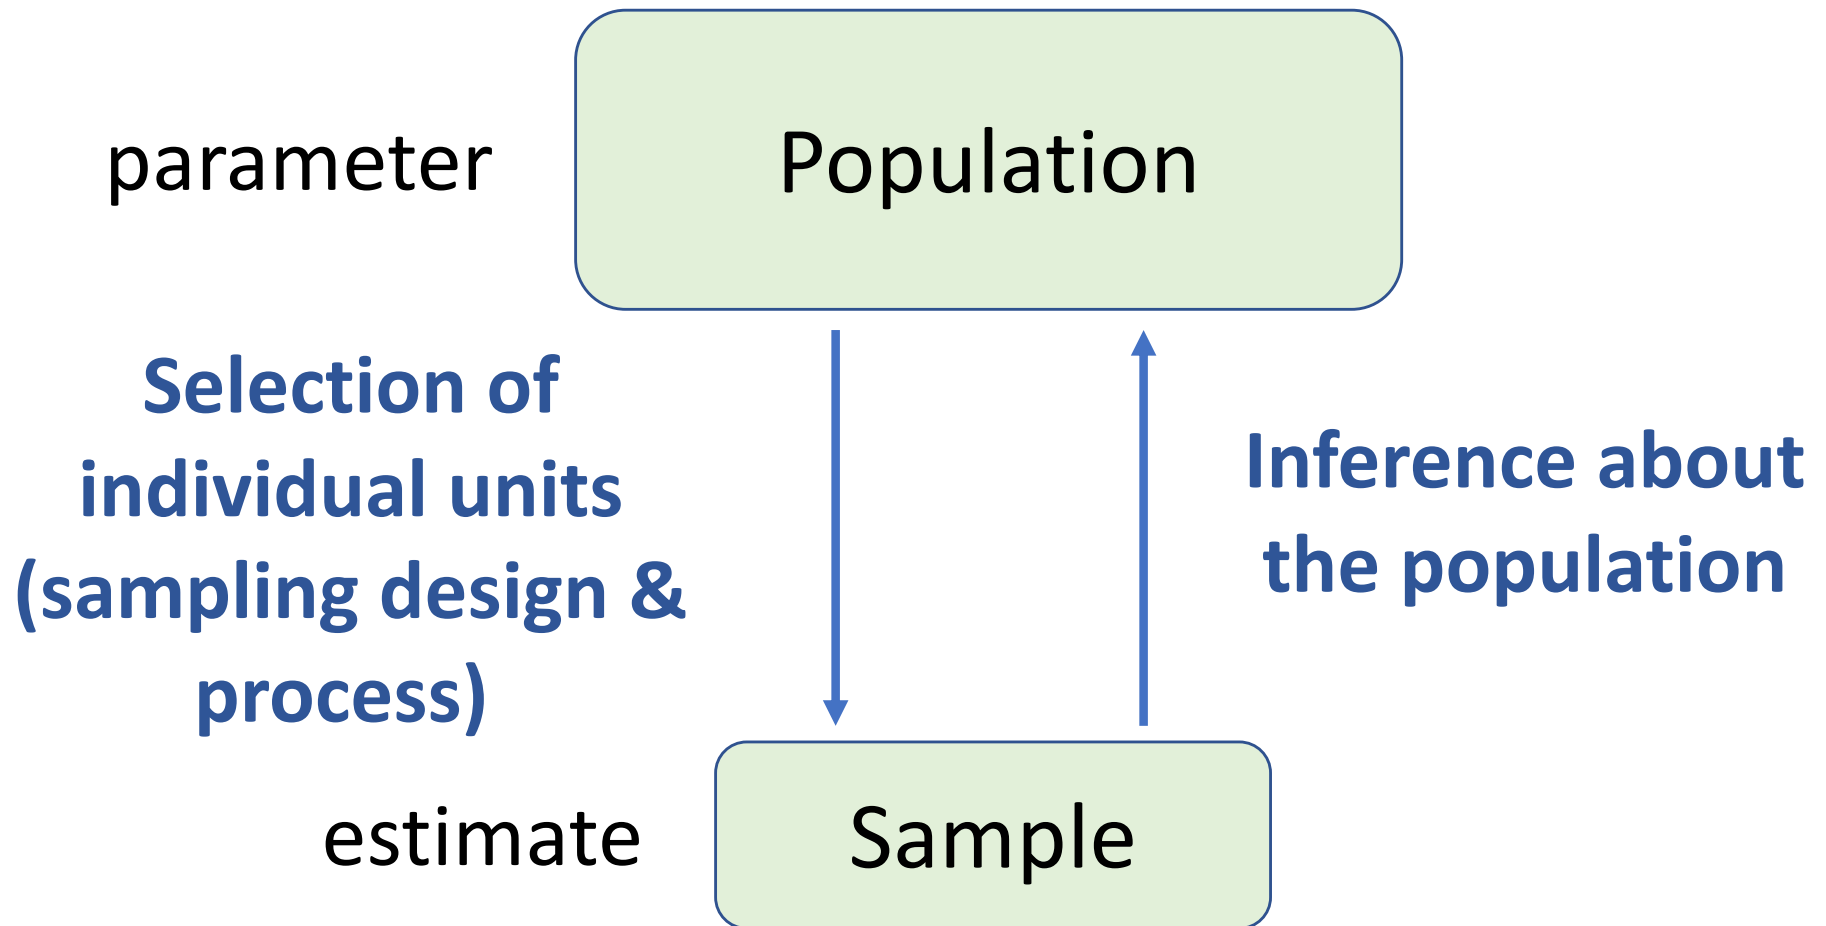 parameter
Population
Selection of
individual units
(sampling design &
process)
Inference about
the population
estimate
Sample